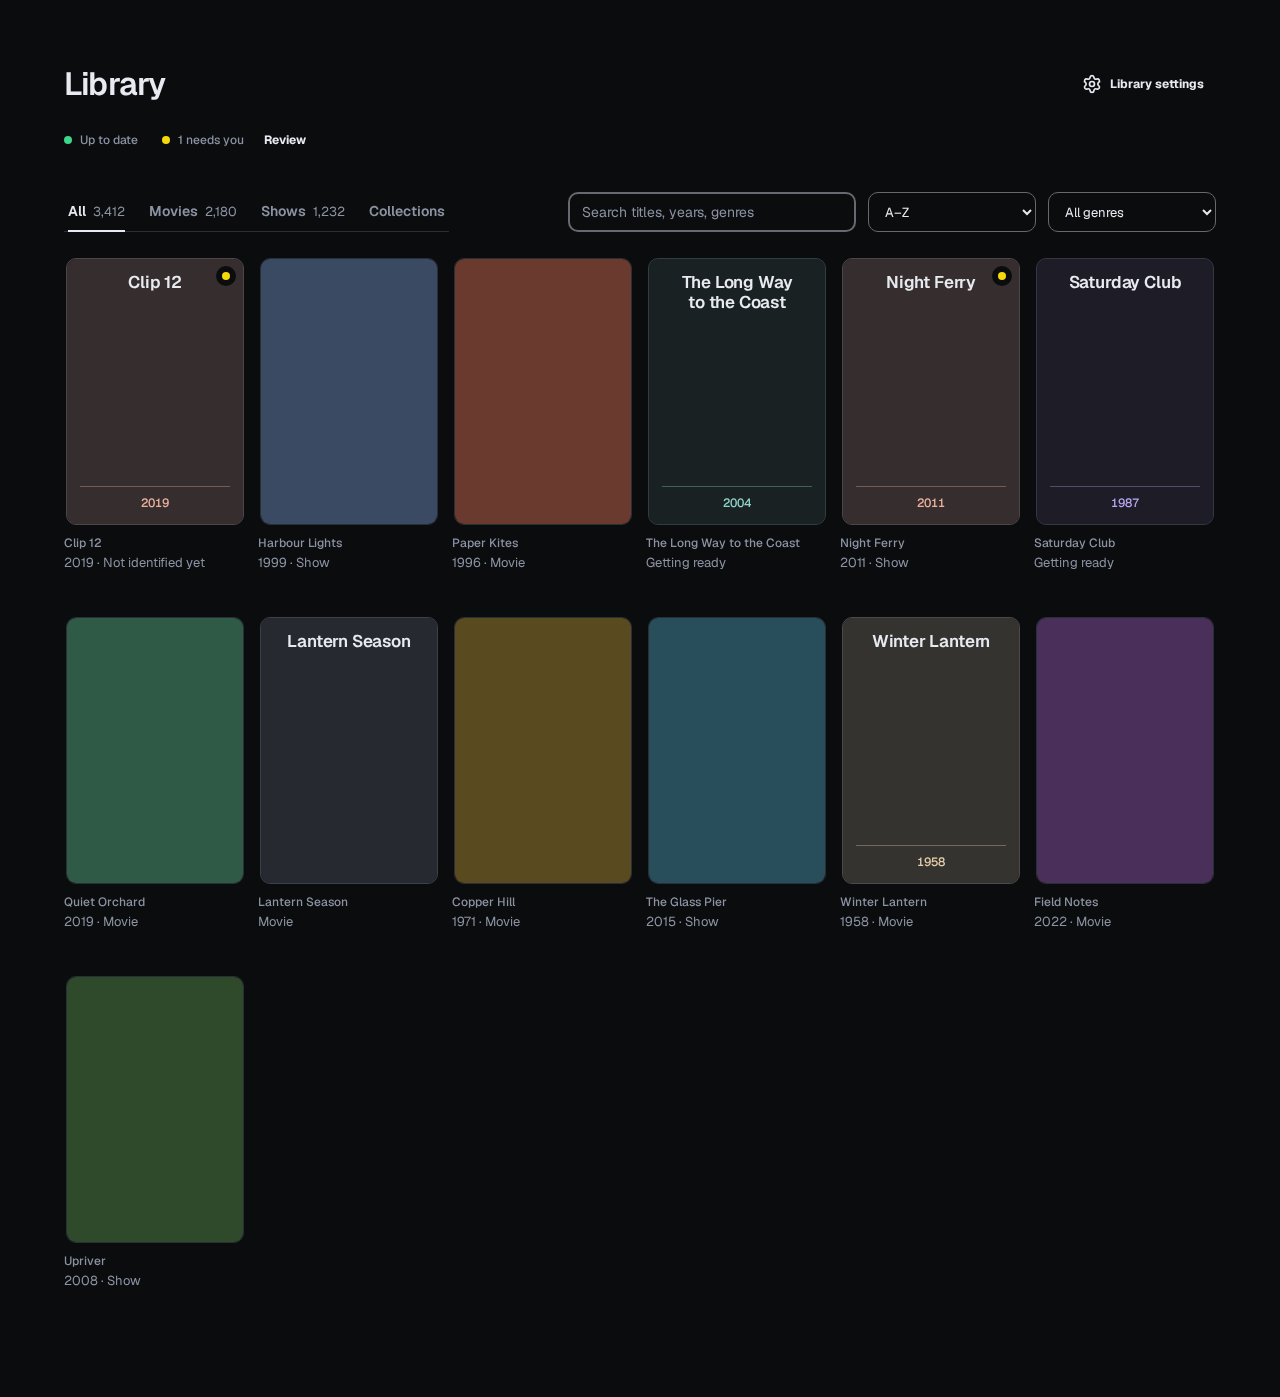 Library
Library settings
Up to date
1 needs you
Review
All 3,412
Movies 2,180
Shows 1,232
Collections
Search titles, years, genres
A–Z
All genres
Clip 12
2019
Clip 12
2019 · Not identified yet
Harbour Lights
1999 · Show
Paper Kites
1996 · Movie
The Long Way
to the Coast
2004
The Long Way to the Coast
Getting ready
Night Ferry
2011
Night Ferry
2011 · Show
Saturday Club
1987
Saturday Club
Getting ready
Quiet Orchard
2019 · Movie
Lantern Season
Lantern Season
Movie
Copper Hill
1971 · Movie
The Glass Pier
2015 · Show
Winter Lantern
1958
Winter Lantern
1958 · Movie
Field Notes
2022 · Movie
Upriver
2008 · Show